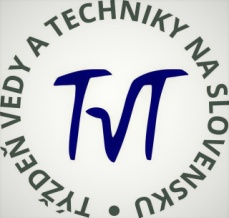 TÝŽDEŇ VEDY A TECHNIKY NA SLOVENSKU •
TVT